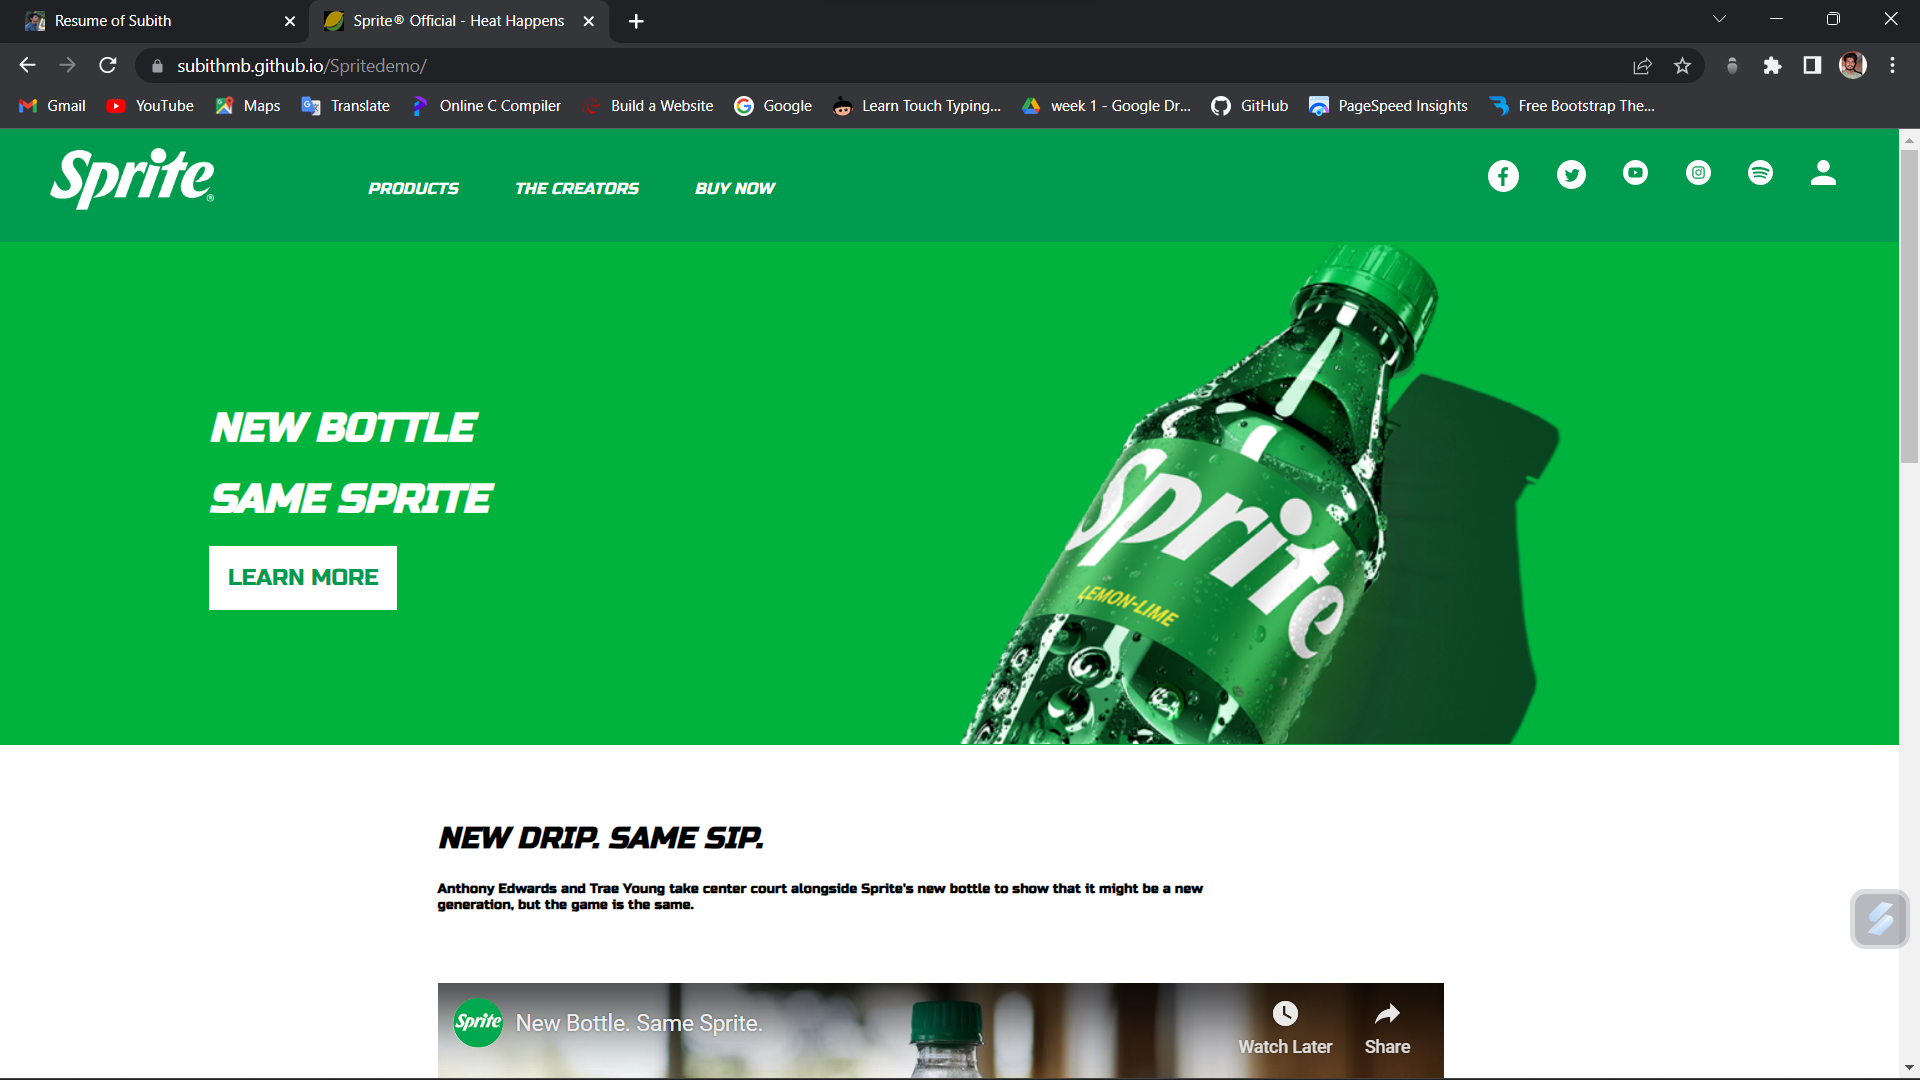 Resume of Subith
Sprite® Official - Heat Happens
subithmb.github.io/Spritedemo/
Gmail
YouTube
Maps
Translate
Online C Compiler
Build a Website
Google
Learn Touch Typing...
week 1 - Google Dr...
GitHub
PageSpeed Insights
Free Bootstrap The...
Sprite®
PRODUCTS
THE CREATORS
BUY NOW
NEW BOTTLE
SAME SPRITE
LEARN MORE
Sprite
LEMON-LIME
NEW DRIP. SAME SIP.
Anthony Edwards and Trae Young take center court alongside Sprite's new bottle to show that it might be a new
generation, but the game is the same.
Sprite
New Bottle. Same Sprite.
Watch Later
Share